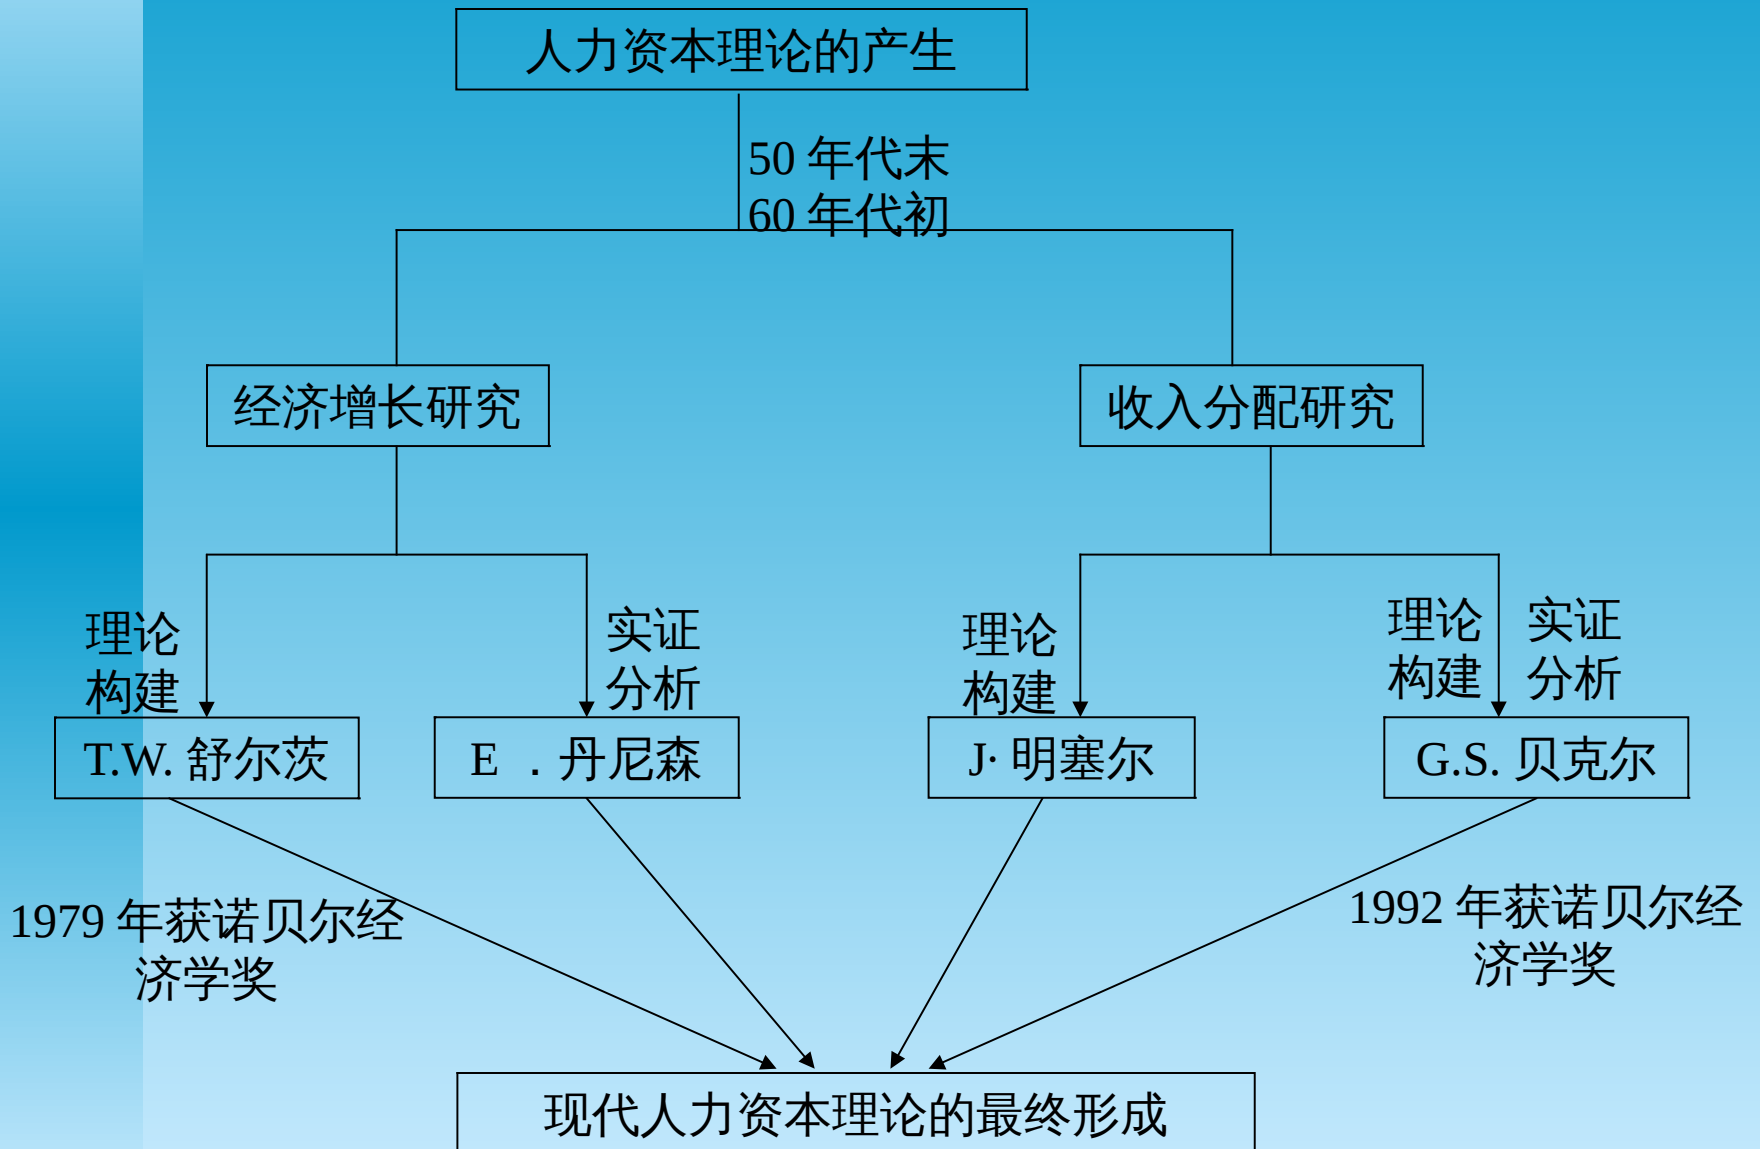 人力资本理论的产生
50 年代末
60 年代初
经济增长研究
收入分配研究
理论
构建
实证
分析
理论
构建
理论
构建
实证
分析
T.W. 舒尔茨
E ．丹尼森
J· 明塞尔
G.S. 贝克尔
1979 年获诺贝尔经
济学奖
1992 年获诺贝尔经
济学奖
现代人力资本理论的最终形成